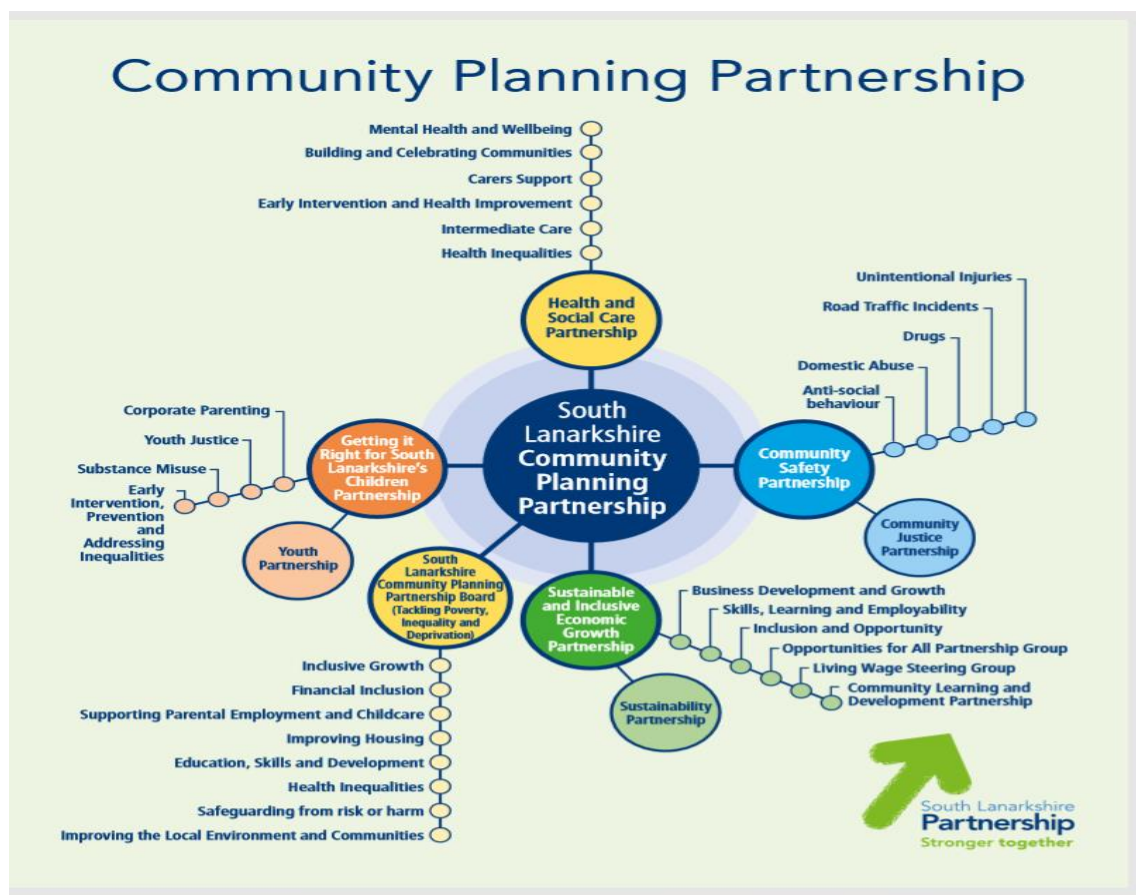 Community Planning Partnership
Mental Health and Wellbeing
Building and Celebrating Communities
Carers Support
Early Intervention and Health Improvement
Intermediate Care
Health Inequalities
Health and
Social Care
Partnership
Unintentional Injuries
Road Traffic Incidents
Drugs
Domestic Abuse
Anti-social
behaviour
South
Lanarkshire
Community
Planning
Partnership
Community
Safety
Partnership
Community
Justice
Partnership
Corporate Parenting
Youth Justice
Substance Misuse
Early
Intervention,
Prevention
and
Addressing
Inequalities
Getting it
Right for South
Lanarkshire's
Children
Partnership
Youth
Partnership
South
Lanarkshire
Community Planning
Partnership Board
(Tackling Poverty,
Inequality and
Deprivation)
Inclusive Growth
Financial Inclusion
Supporting Parental Employment and Childcare
Improving Housing
Education, Skills and Development
Health Inequalities
Safeguarding from risk or harm
Improving the Local Environment and Communities
Sustainable
and Inclusive
Economic
Growth
Partnership
Business Development and Growth
Skills, Learning and Employability
Inclusion and Opportunity
Opportunities for All Partnership Group
Living Wage Steering Group
Community Learning and
Development Partnership
Sustainability
Partnership
South Lanarkshire
Partnership
Stronger together